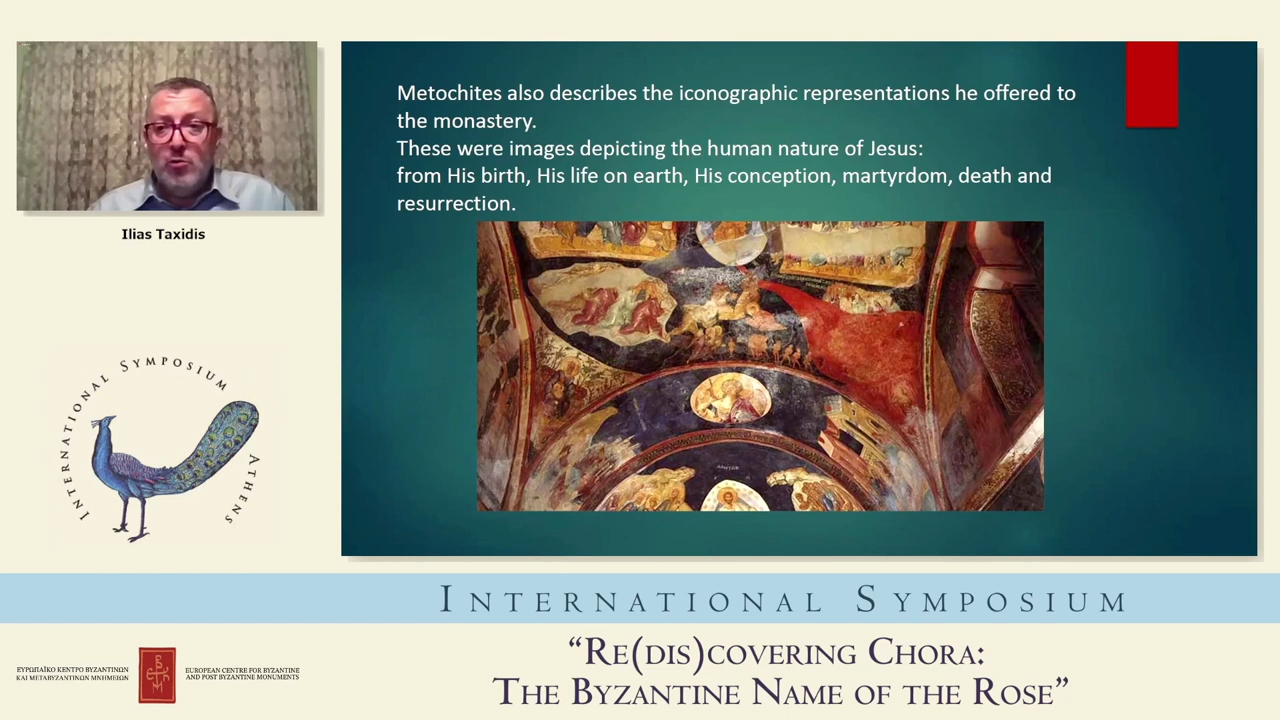 Metochites also describes the iconographic representations he offered to
the monastery.
These were images depicting the human nature of Jesus:
from His birth, His life on earth, His conception, martyrdom, death and
resurrection.
Ilias Taxidis
INTERNATIONAL SYMPOSIUM ATHENS
INTERNATIONAL SYMPOSIUM
“RE(DIS)COVERING CHORA:
THE BYZANTINE NAME OF THE ROSE”
ΕΥΡΩΠΑΪΚΟ ΚΕΝΤΡΟ ΒΥΖΑΝΤΙΝΩΝ
ΚΑΙ ΜΕΤΑΒΥΖΑΝΤΙΝΩΝ ΜΝΗΜΕΙΩΝ
EUROPEAN CENTRE FOR BYZANTINE
AND POST BYZANTINE MONUMENTS